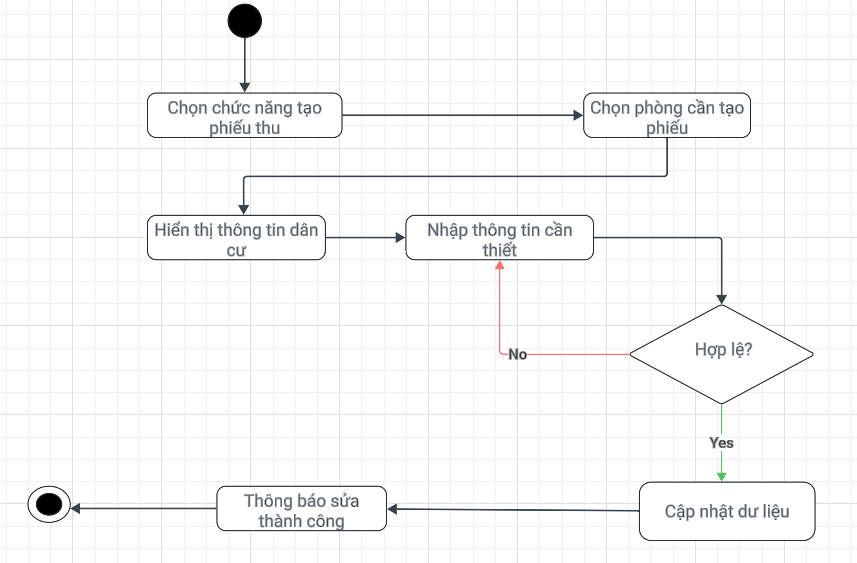 Chọn chức năng tạo
phiếu thu
Chọn phòng cần tạo
phiếu
Hiển thị thông tin dân
cư
Nhập thông tin cần
thiết
Hợp lệ?
No
Yes
Cập nhật dư liệu
Thông báo sửa
thành công